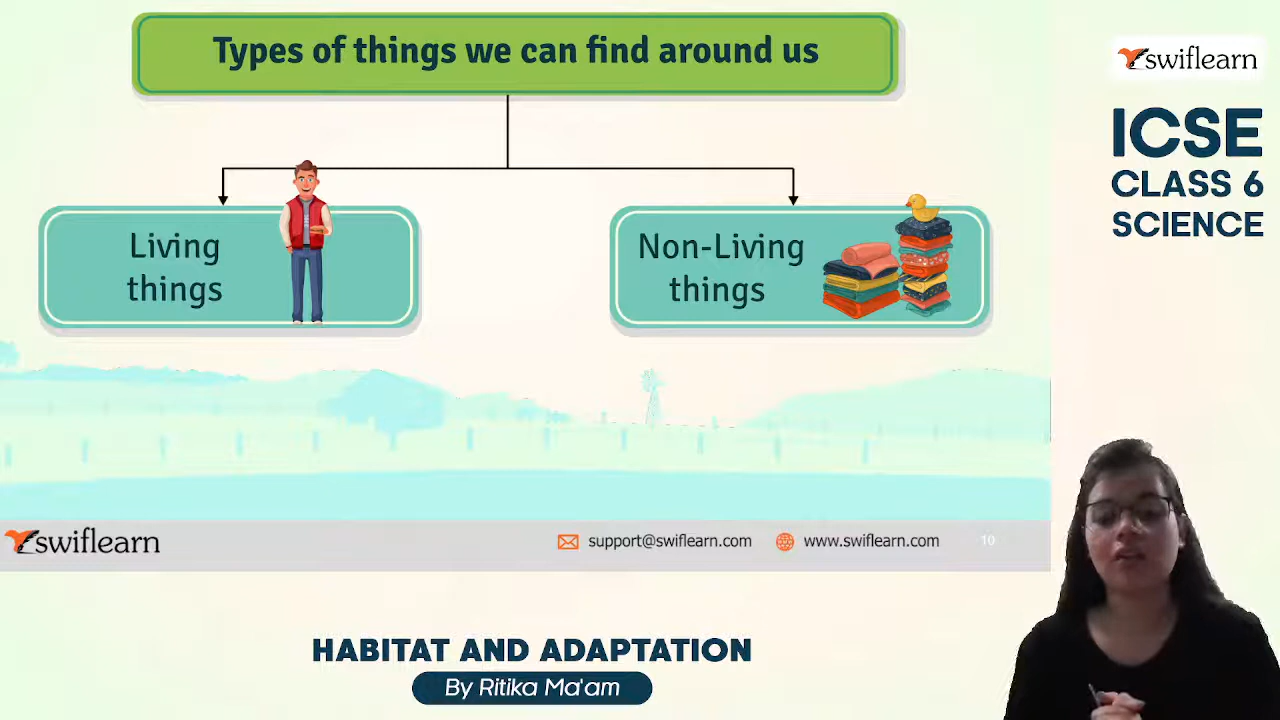 Types of things we can find around us
swiflearn
ICSE
CLASS 6
SCIENCE
Living
things
Non-Living
things
swiflearn
support@swiflearn.com
www.swiflearn.com
10
HABITAT AND ADAPTATION
By Ritika Ma'am